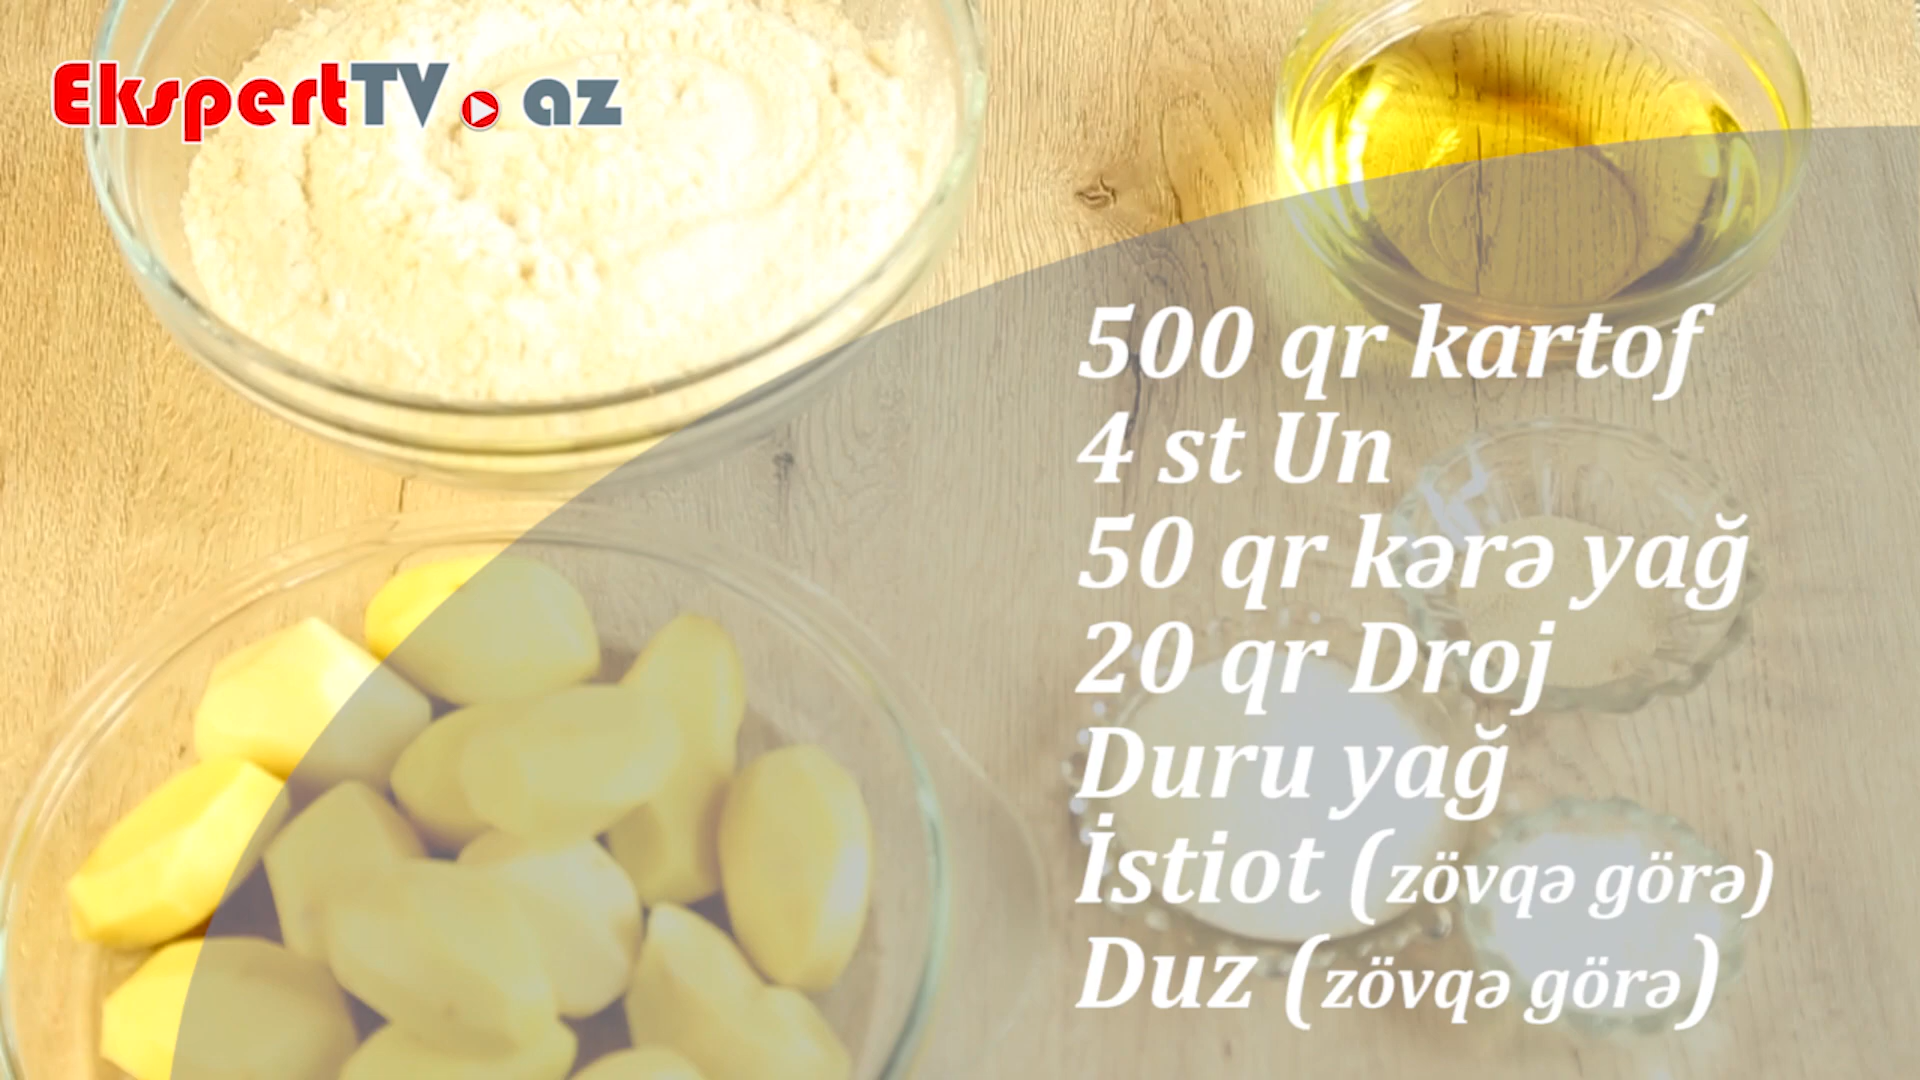 EkspertTV.az
500 qr kartof
4 st Un
50 qr kərə yağ
20 qr Droj
Duru yağ
İstiot (zövqə görə)
Duz (zövqə görə)